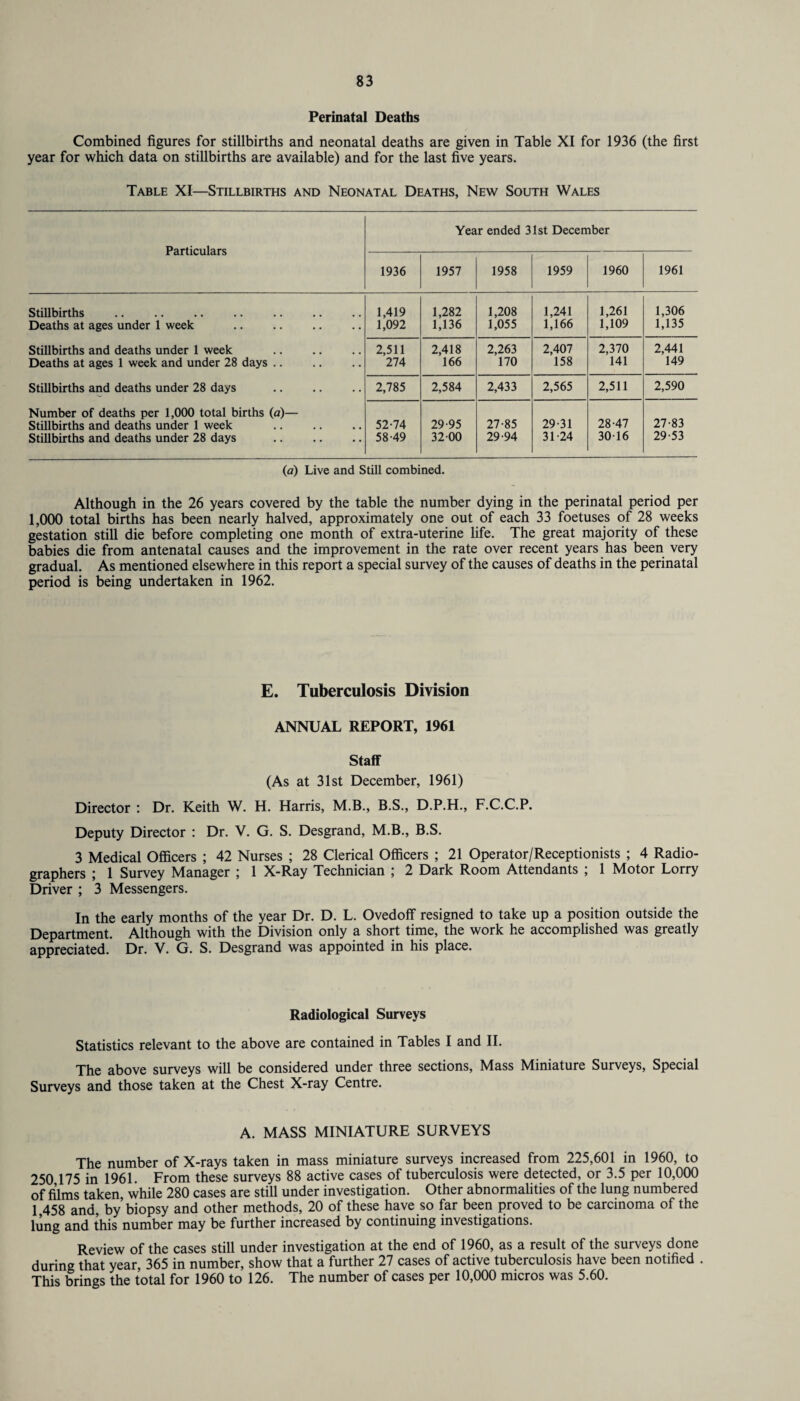 83
Perinatal Deaths
Combined figures for stillbirths and neonatal deaths are given in Table XI for 1936 (the first
year for which data on stillbirths are available) and for the last five years.
Table XI—Stillbirths and Neonatal Deaths, New South Wales
Particulars
Year ended 31st December
1936 1957 1958 1959 1960 1961
Stillbirths .. .. .. .. .. .. .. 1,419 1,282 1,208 1,241 1,261 1,306
Deaths at ages under 1 week .. .. .. .. 1,092 1,136 1,055 1,166 1,109 1,135
Stillbirths and deaths under 1 week .. .. .. 2,511 2,418 2,263 2,407 2,370 2,441
Deaths at ages 1 week and under 28 days .. .. .. 274 166 170 158 141 149
Stillbirths and deaths under 28 days .. .. .. 2,785 2,584 2,433 2,565 2,511 2,590
Number of deaths per 1,000 total births (a)—
Stillbirths and deaths under 1 week .. .. .. 52·74 29·95 27·85 29·31 28·47 27·83
Stillbirths and deaths under 28 days .. .. .. 58·49 32·00 29·94 31·24 30·16 29·53
(a) Live and Still combined.
Although in the 26 years covered by the table the number dying in the perinatal period per
1,000 total births has been nearly halved, approximately one out of each 33 foetuses of 28 weeks
gestation still die before completing one month of extra-uterine life. The great majority of these
babies die from antenatal causes and the improvement in the rate over recent years has been very
gradual. As mentioned elsewhere in this report a special survey of the causes of deaths in the perinatal
period is being undertaken in 1962.
E. Tuberculosis Division
ANNUAL REPORT, 1961
Staff
(As at 31st December, 1961)
Director : Dr. Keith W. H. Harris, M.B., B.S., D.P.H., F.C.C.P.
Deputy Director : Dr. V. G. S. Desgrand, M.B., B.S.
3 Medical Officers ; 42 Nurses ; 28 Clerical Officers ; 21 Operator/Receptionists ; 4 Radio-
graphers ; 1 Survey Manager ; 1 X-Ray Technician ; 2 Dark Room Attendants ; 1 Motor Lorry
Driver ; 3 Messengers.
In the early months of the year Dr. D. L. Ovedoff resigned to take up a position outside the
Department. Although with the Division only a short time, the work he accomplished was greatly
appreciated. Dr. V. G. S. Desgrand was appointed in his place.
Radiological Surveys
Statistics relevant to the above are contained in Tables I and II.
The above surveys will be considered under three sections, Mass Miniature Surveys, Special
Surveys and those taken at the Chest X-ray Centre.
A. MASS MINIATURE SURVEYS
The number of X-rays taken in mass miniature surveys increased from 225,601 in 1960, to
250,175 in 1961. From these surveys 88 active cases of tuberculosis were detected, or 3.5 per 10,000
of films taken, while 280 cases are still under investigation. Other abnormalities of the lung numbered
1,458 and, by biopsy and other methods, 20 of these have so far been proved to be carcinoma of the
lung and this number may be further increased by continuing investigations.
Review of the cases still under investigation at the end of 1960, as a result of the surveys done
during that year, 365 in number, show that a further 27 cases of active tuberculosis have been notified .
This brings the total for 1960 to 126. The number of cases per 10,000 micros was 5.60.